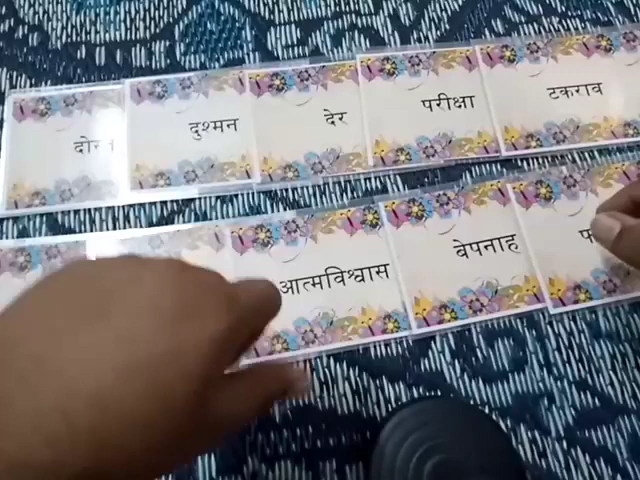 दुश्मन
देर
परीक्षा
टकराव
आत्मविश्वास
बेपनाह